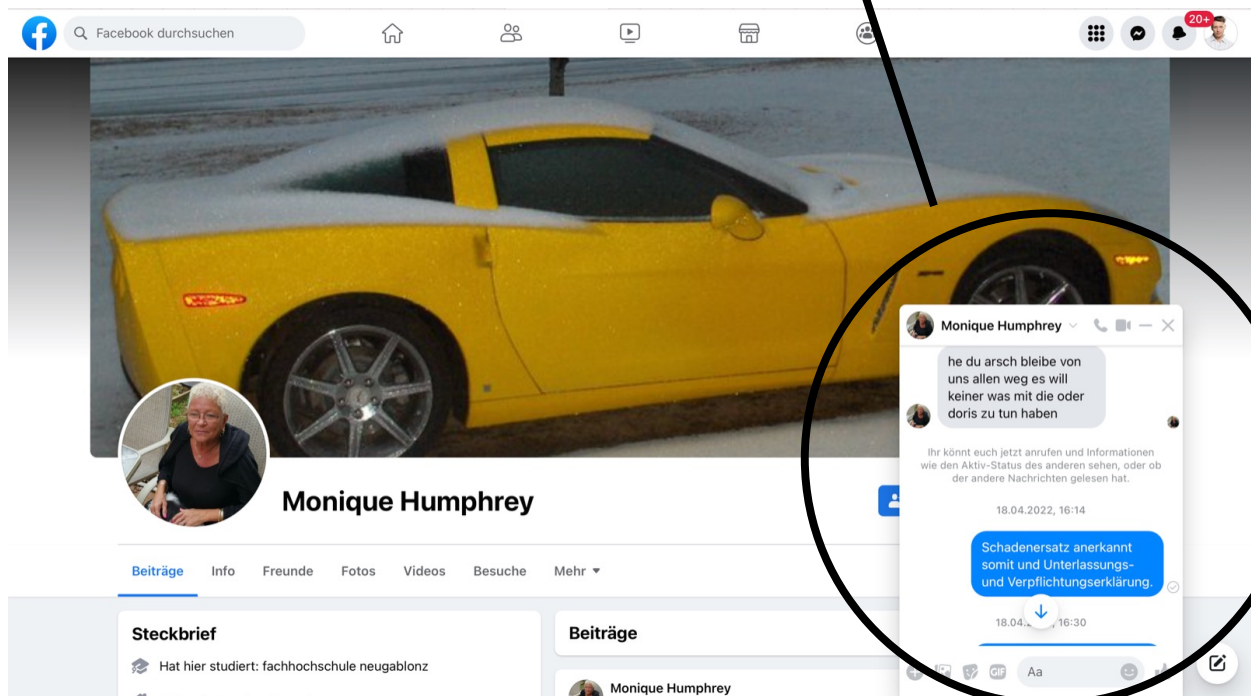 Facebook durchsuchen
20+
Monique Humphrey
Beiträge Info Freunde Fotos Videos Besuche Mehr
Steckbrief
Hat hier studiert: fachhochschule neugablonz
Beiträge
Monique Humphrey
Monique Humphrey
he du arsch bleibe von
uns allen weg es will
keiner was mit die oder
doris zu tun haben
Ihr könnt euch jetzt anrufen und Informationen
wie den Aktiv-Status des anderen sehen, oder ob
der andere Nachrichten gelesen hat.
18.04.2022, 16:14
Schadenersatz anerkannt
somit und Unterlassungs-
und Verpflichtungserklärung.
18.04. 16:30
GIF
Aa